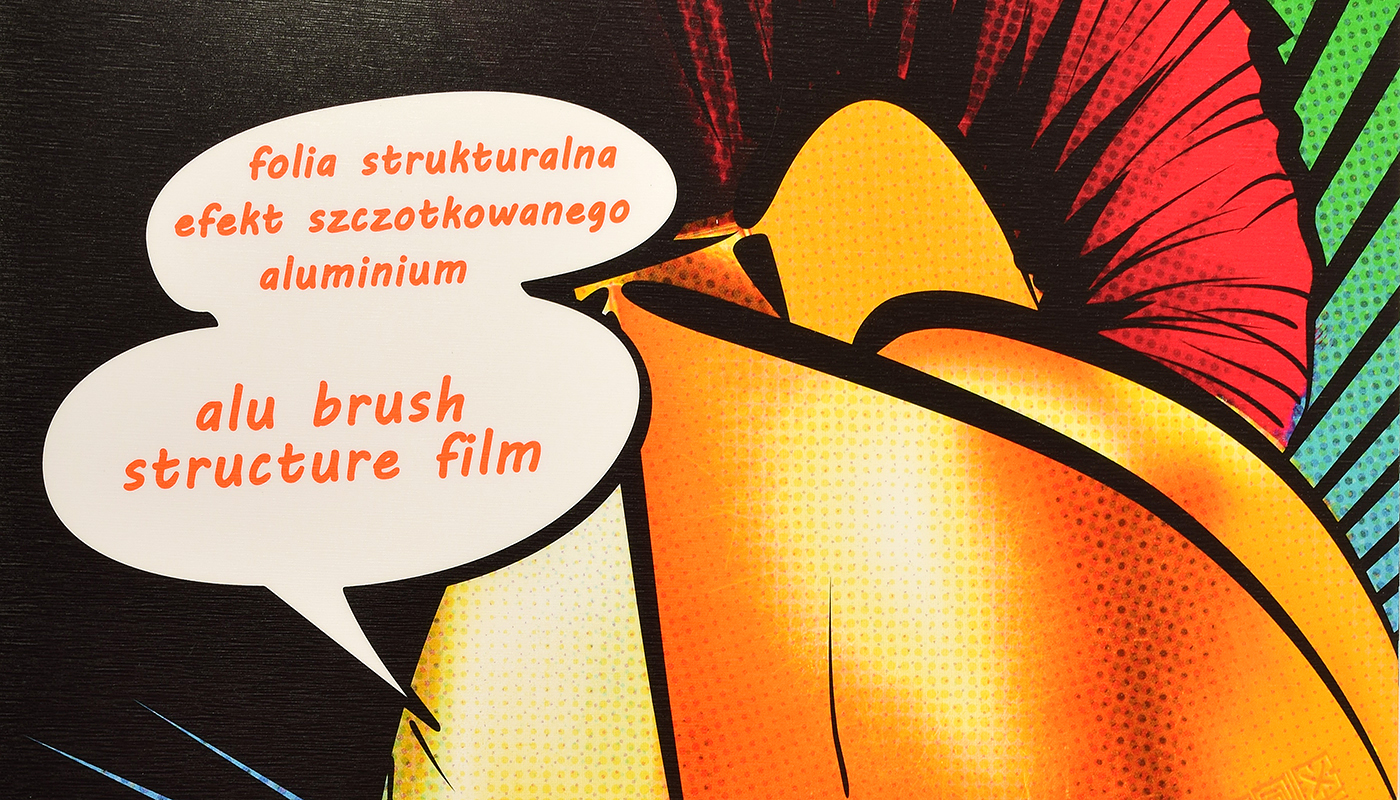 folia strukturalna
efekt szczotkowanego
aluminium
alu brush
structure film